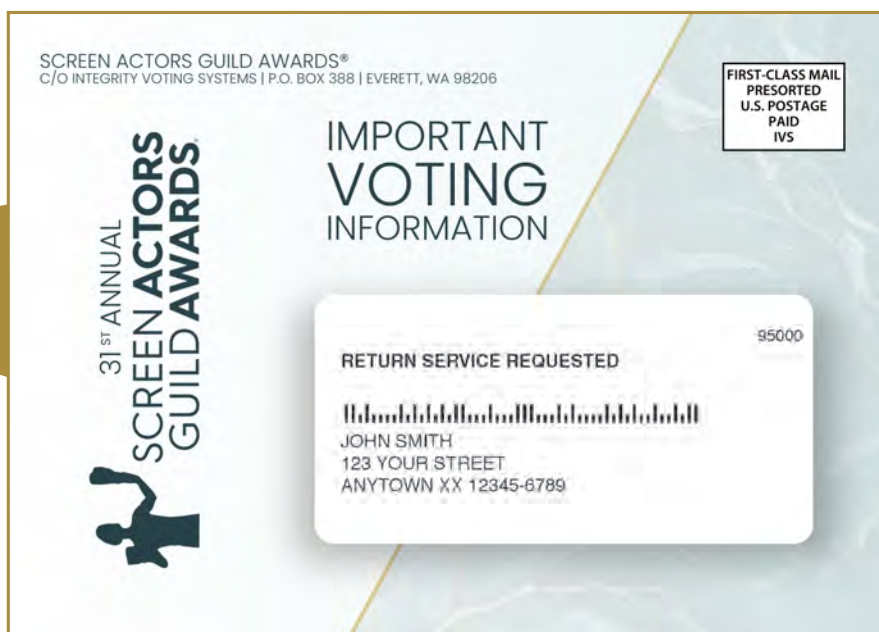 SCREEN ACTORS GUILD AWARDS®
C/O INTEGRITY VOTING SYSTEMS | P.O. BOX 388 | EVERETT, WA 98206
FIRST-CLASS MAIL
PRESORTED
U.S. POSTAGE
PAID
IVS
IMPORTANT
VOTING
INFORMATION
31ST ANNUAL
SCREEN ACTORS
GUILD AWARDS.
95000
RETURN SERVICE REQUESTED
JOHN SMITH
123 YOUR STREET
ANYTOWN XX 12345-6789